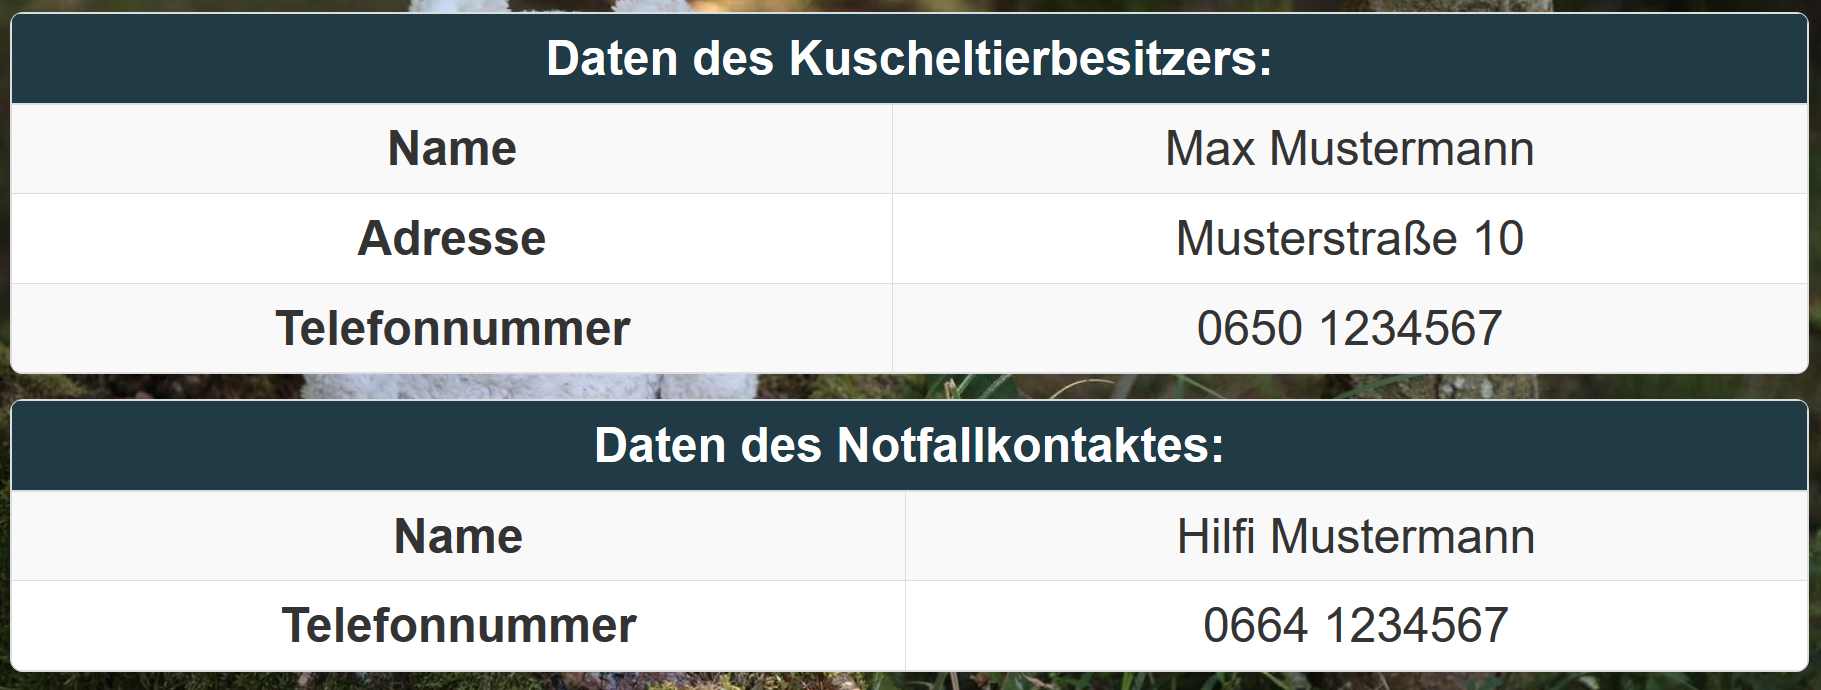 Daten des Kuscheltierbesitzers:
Name Max Mustermann
Adresse Musterstraße 10
Telefonnummer 0650 1234567
Daten des Notfallkontaktes:
Name Hilfi Mustermann
Telefonnummer 0664 1234567